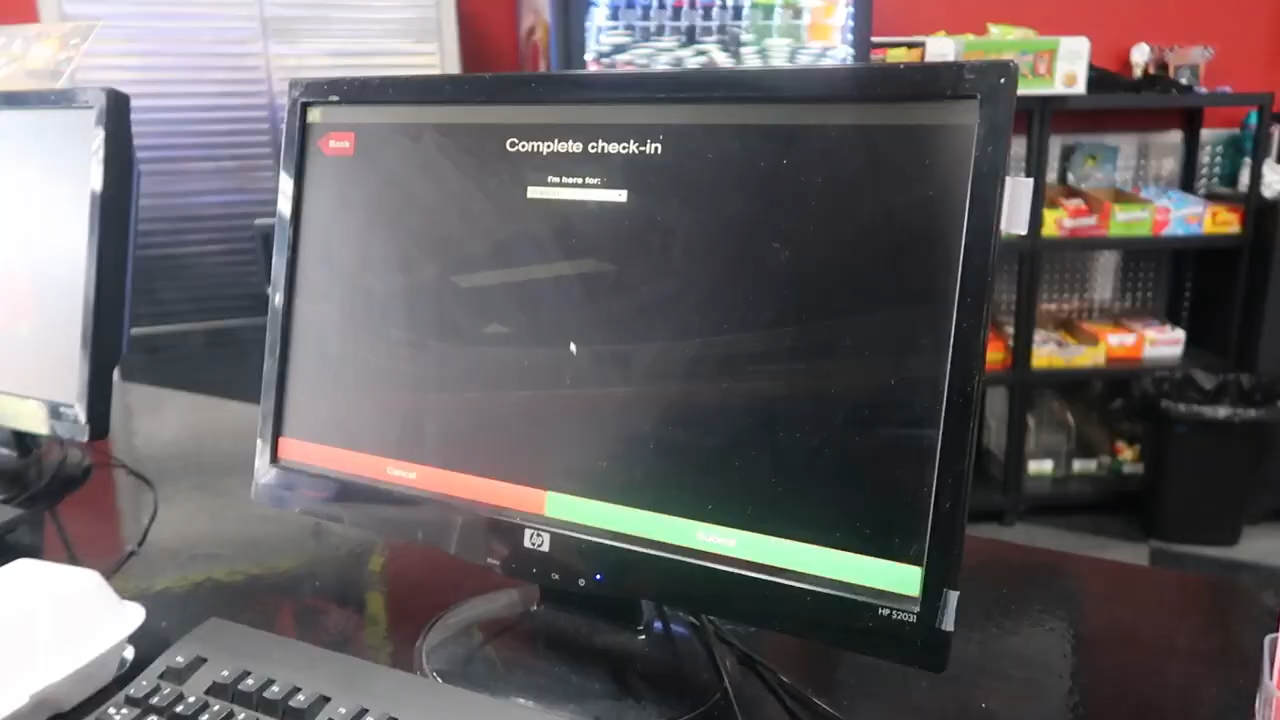 Back
Complete check-in
I'm here for:
Cancel
Submit
hp
HP S2031